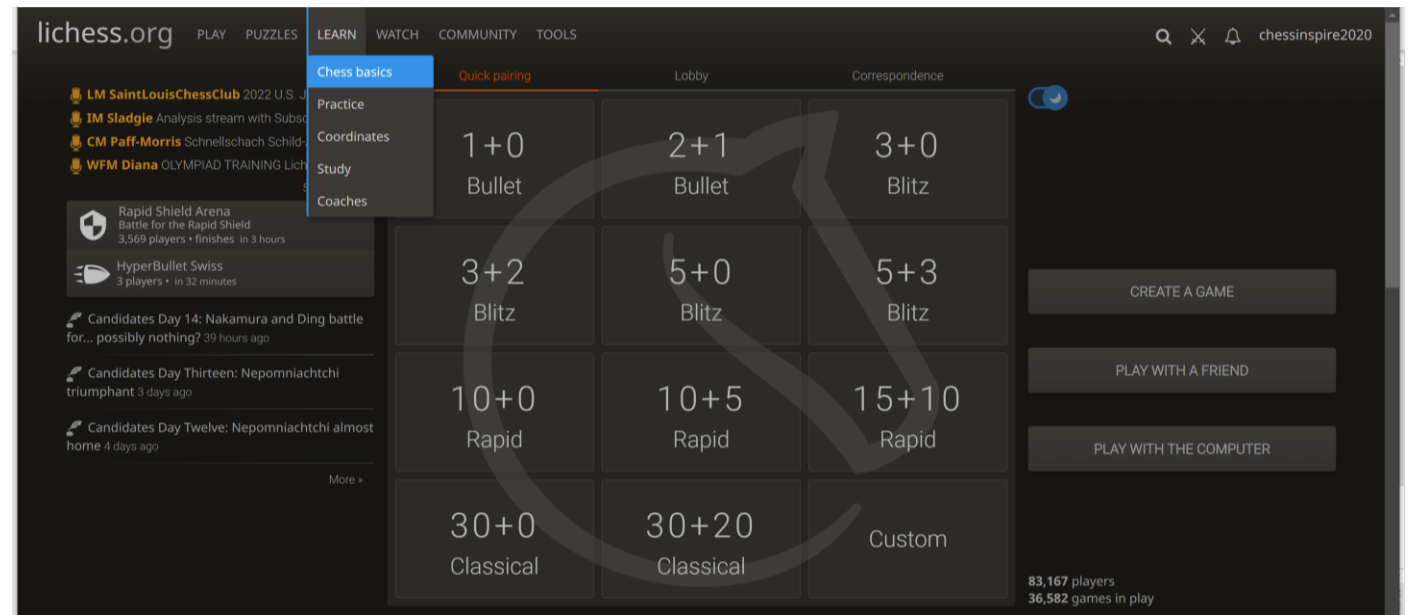 lichess.org PLAY PUZZLES LEARN WATCH COMMUNITY TOOLS chessinspire2020
Chess basics
Practice
Coordinates
Study
Coaches
LM SaintLouisChessClub 2022 U.S. J
IM Sladgie Analysis stream with Subsc
CM Paff-Morris Schnellschach Schild-
WFM Diana OLYMPIAD TRAINING Lich
Rapid Shield Arena
Battle for the Rapid Shield
3,569 players • finishes in 3 hours
HyperBullet Swiss
3 players • in 32 minutes
Candidates Day 14: Nakamura and Ding battle
for... possibly nothing? 39 hours ago
Candidates Day Thirteen: Nepomniachtchi
triumphant 3 days ago
Candidates Day Twelve: Nepomniachtchi almost
home 4 days ago
More »
Quick pairing Lobby Correspondence
1+0 2+1 3+0
Bullet Bullet Blitz
3+2 5+0 5+3
Blitz Blitz Blitz
10+0 10+5 15+10
Rapid Rapid Rapid
30+0 30+20 Custom
Classical Classical
CREATE A GAME
PLAY WITH A FRIEND
PLAY WITH THE COMPUTER
83,167 players
36,582 games in play